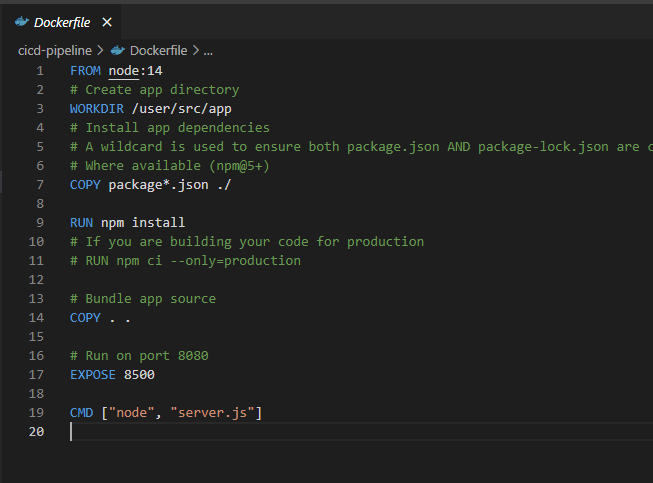 Dockerfile
cicd-pipeline > Dockerfile > ...
1 FROM node:14
2 # Create app directory
3 WORKDIR /user/src/app
4 # Install app dependencies
5 # A wildcard is used to ensure both package.json AND package-lock.json are
6 # Where available (npm@5+)
7 COPY package*.json ./
8
9 RUN npm install
10 # If you are building your code for production
11 # RUN npm ci --only=production
12
13 # Bundle app source
14 COPY . .
15
16 # Run on port 8080
17 EXPOSE 8500
18
19 CMD ["node", "server.js"]
20